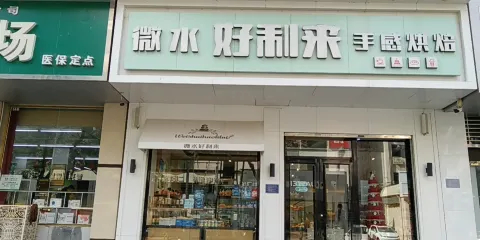 司
场
医保定点
微水 好利来 手感烘焙
微水好利来